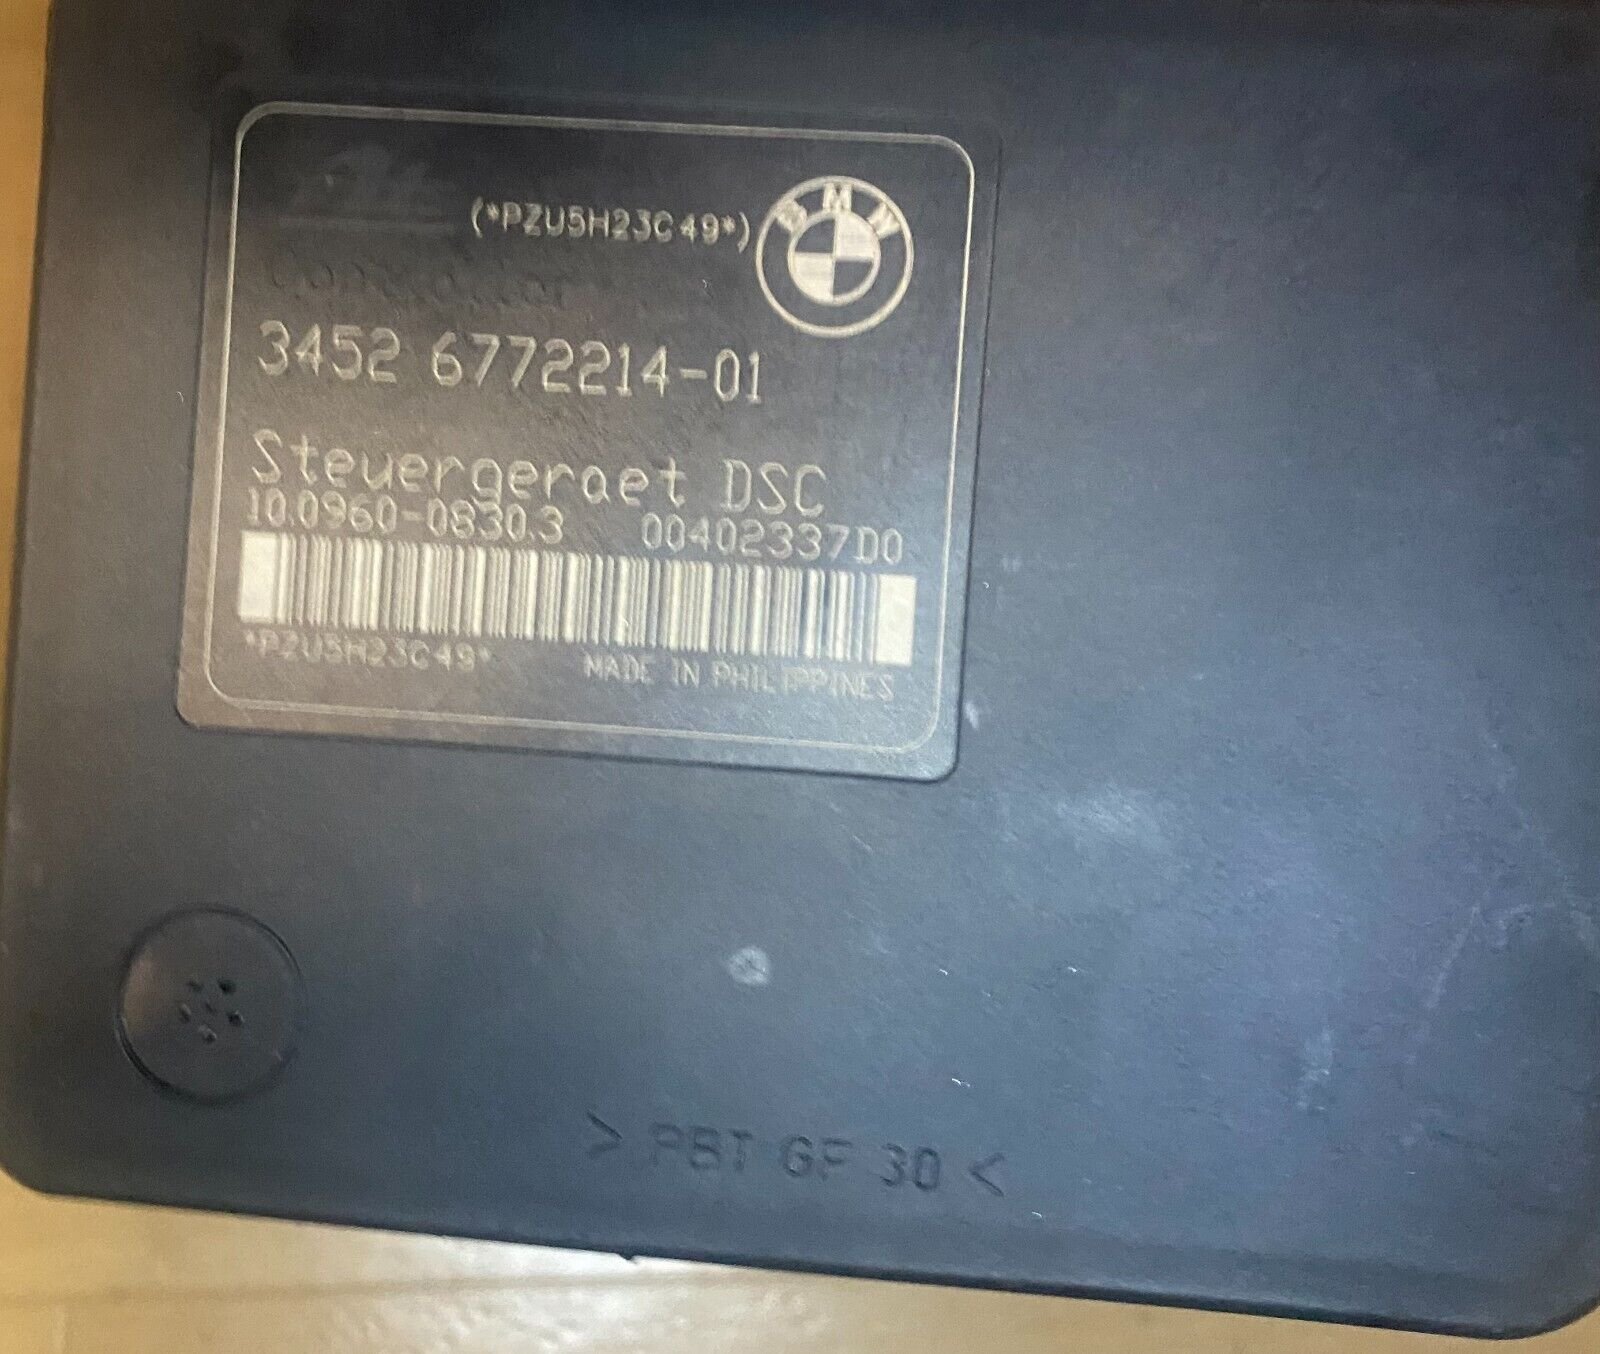 Ate
(*PZU5H23C49*)
BMW
3452 6772214-01
Steuergeraet DSC
10.0960-0830.3 00402337D0
*PZU5H23C49*
MADE IN PHILIPPINES
> PBT GF 30 <